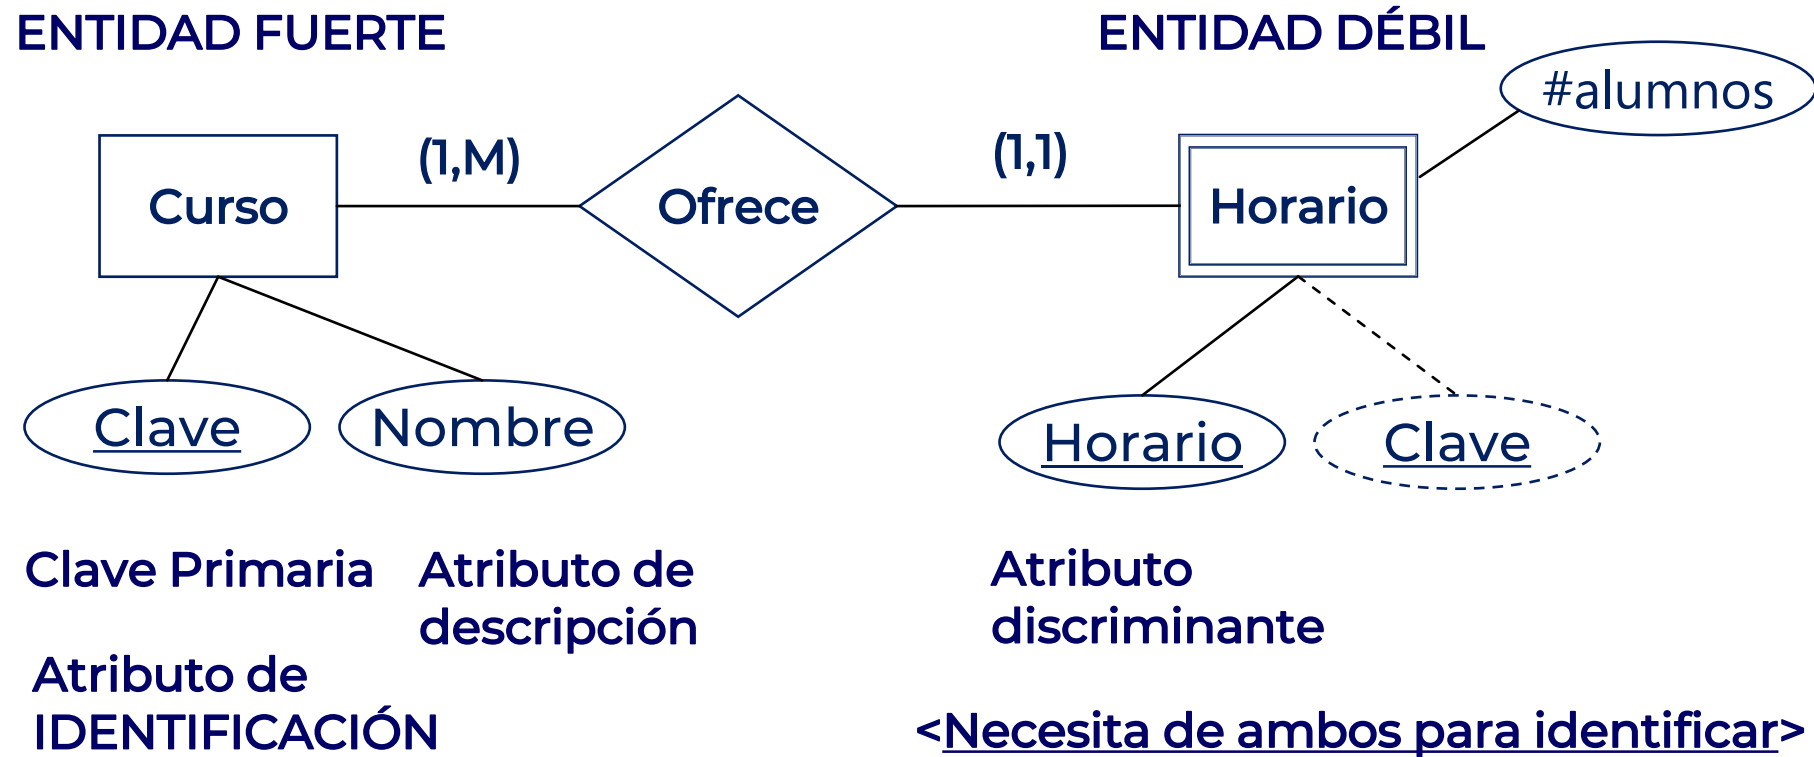 ENTIDAD FUERTE
ENTIDAD DÉBIL
#alumnos
Curso
(1,M)
Ofrece
(1,1)
Horario
Clave
Nombre
Horario
Clave
Clave Primaria
Atributo de
descripción
Atributo
discriminante
Atributo de
IDENTIFICACIÓN
<Necesita de ambos para identificar>